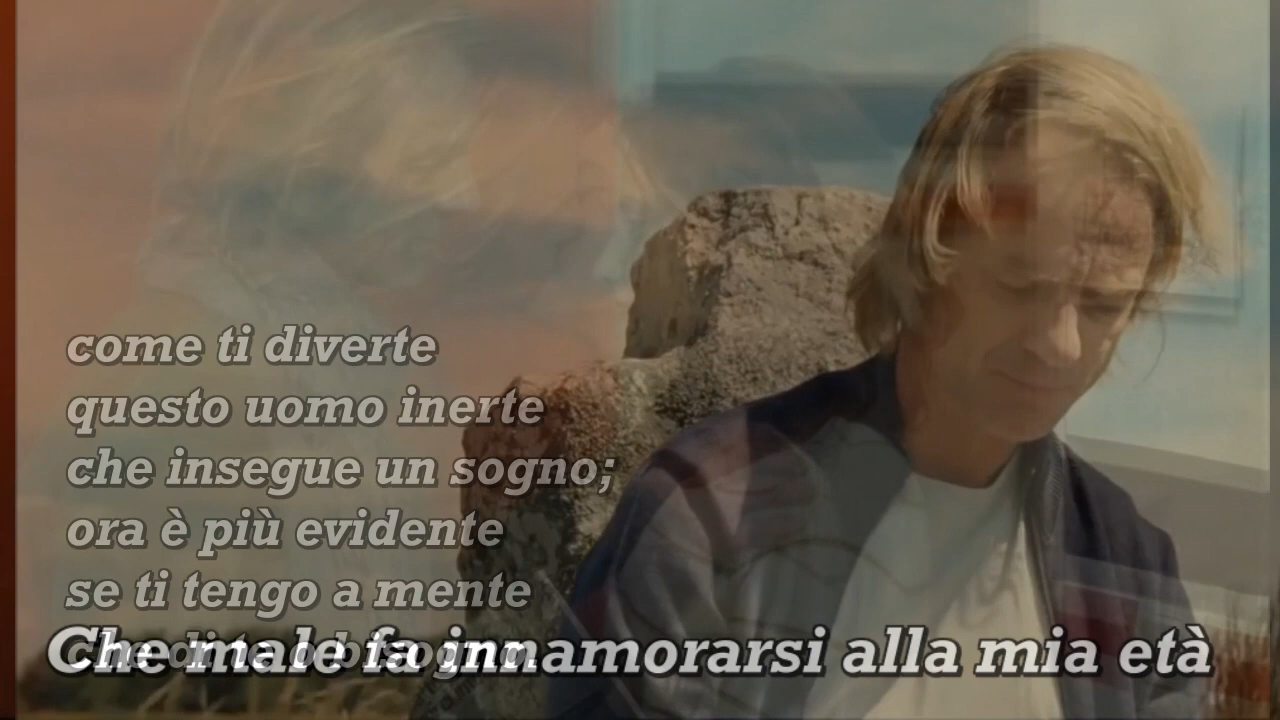 come ti diverte
questo uomo inerte
che insegue un sogno;
ora è più evidente
se ti tengo a mente
Che male fa innamorarsi alla mia età